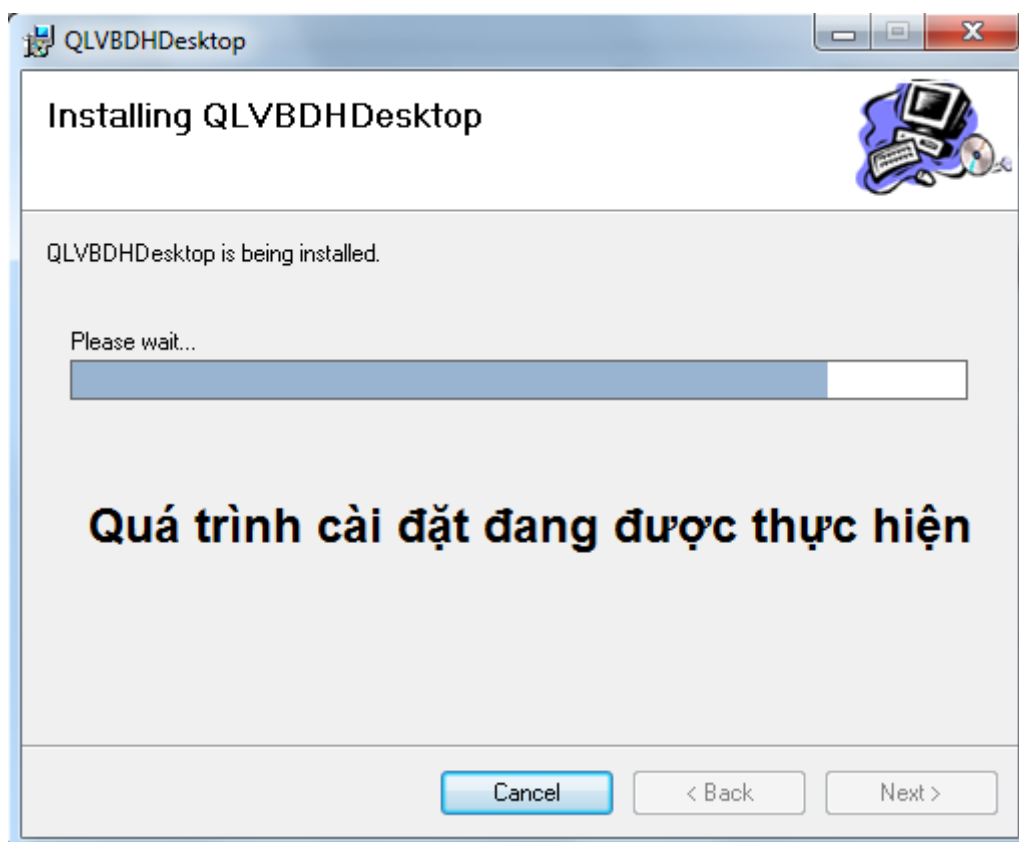 QLVBDHDesktop
Installing QLVBDHDesktop
QLVBDHDesktop is being installed.
Please wait...
Quá trình cài đặt đang được thực hiện
Cancel
< Back
Next >